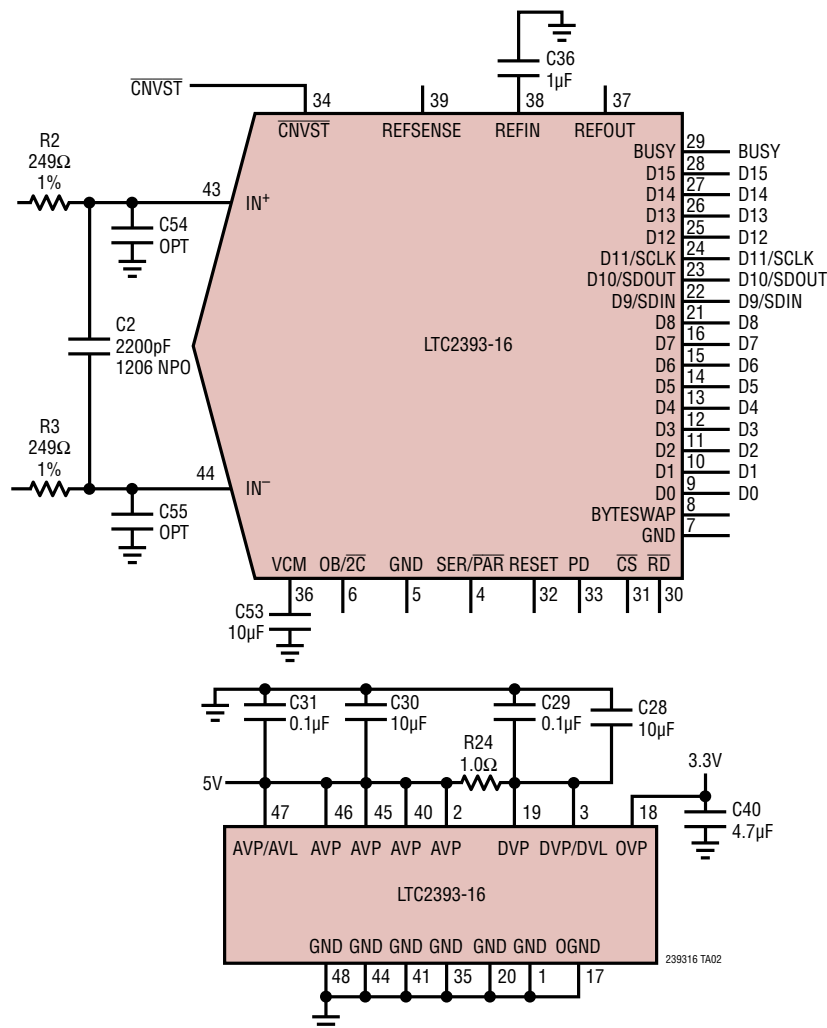 C36
1µF
CNVST
34
39
38
37
CNVST
REFSENSE
REFIN
REFOUT
R2
249Ω
1%
43
IN+
C54
OPT
C2
2200pF
1206 NPO
LTC2393-16
R3
249Ω
1%
44
IN–
C55
OPT
BUSY 29 BUSY
D15 28 D15
D14 27 D14
D13 26 D13
D12 25 D12
D11/SCLK 24 D11/SCLK
D10/SDOUT 23 D10/SDOUT
D9/SDIN 22 D9/SDIN
D8 21 D8
D7 16 D7
D6 15 D6
D5 14 D5
D4 13 D4
D3 12 D3
D2 11 D2
D1 10 D1
D0 9 D0
BYTESWAP 8
GND 7
VCM OB/2C GND SER/PAR RESET PD CS RD
36 6 5 4 32 33 31 30
C53
10µF
C31
0.1µF
C30
10µF
C29
0.1µF
C28
10µF
R24
1.0Ω
5V
3.3V
C40
4.7µF
47 46 45 40 2 19 3 18
AVP/AVL AVP AVP AVP AVP DVP DVP/DVL OVP
LTC2393-16
GND GND GND GND GND GND OGND
48 44 41 35 20 1 17
239316 TA02